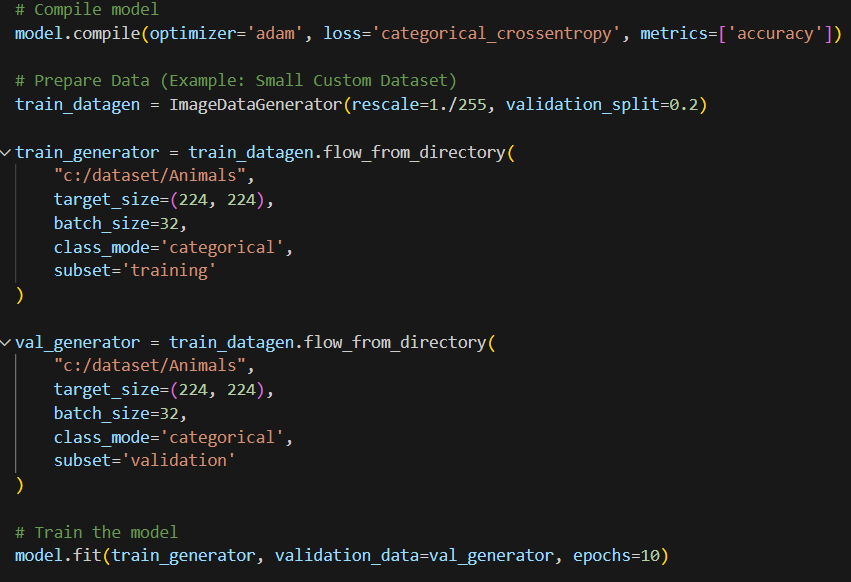 # Compile model
model.compile(optimizer='adam', loss='categorical_crossentropy', metrics=['accuracy'])
# Prepare Data (Example: Small Custom Dataset)
train_datagen = ImageDataGenerator(rescale=1./255, validation_split=0.2)
train_generator = train_datagen.flow_from_directory(
    "c:/dataset/Animals",
    target_size=(224, 224),
    batch_size=32,
    class_mode='categorical',
    subset='training'
)
val_generator = train_datagen.flow_from_directory(
    "c:/dataset/Animals",
    target_size=(224, 224),
    batch_size=32,
    class_mode='categorical',
    subset='validation'
)
# Train the model
model.fit(train_generator, validation_data=val_generator, epochs=10)